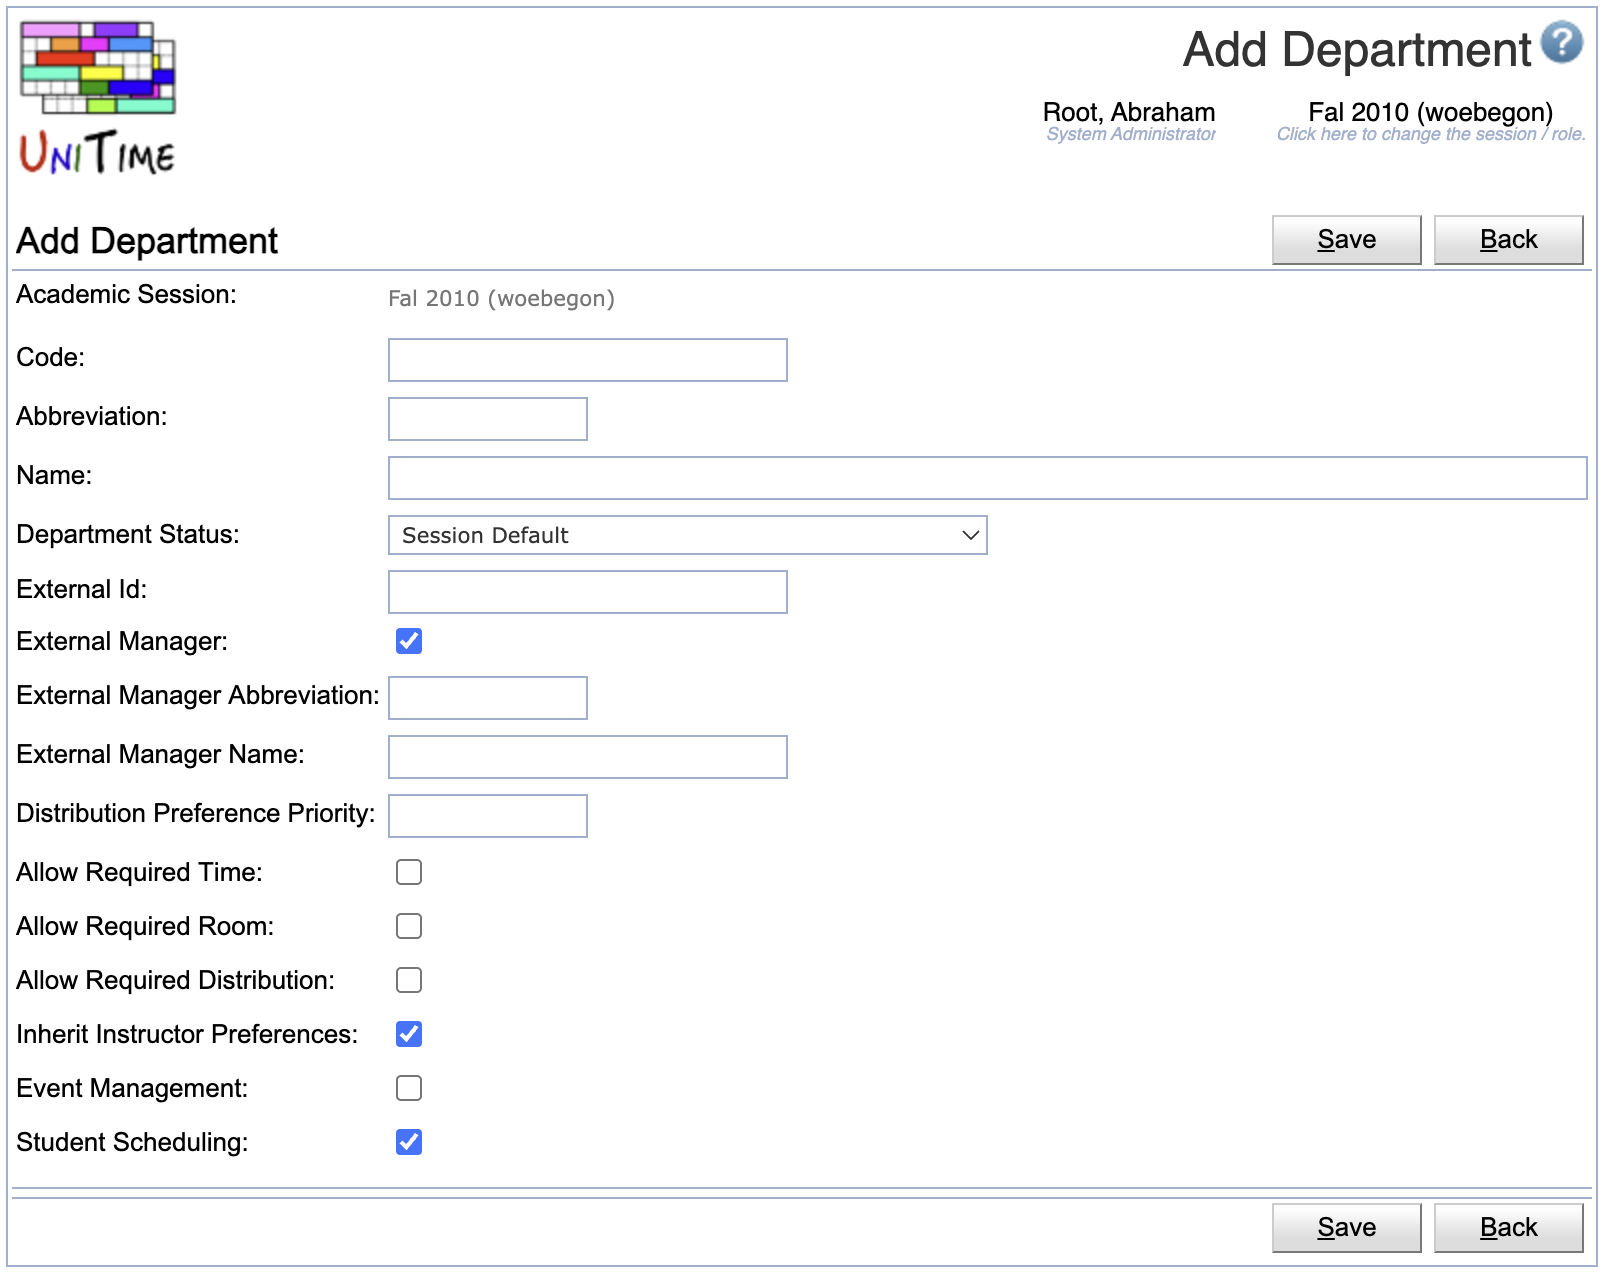 Add Department ?
Root, Abraham Fal 2010 (woebegon)
System Administrator Click here to change the session / role.
UNITIME
Add Department Save Back
Academic Session: Fal 2010 (woebegon)
Code:
Abbreviation:
Name:
Department Status: Session Default
External Id:
External Manager:
External Manager Abbreviation:
External Manager Name:
Distribution Preference Priority:
Allow Required Time:
Allow Required Room:
Allow Required Distribution:
Inherit Instructor Preferences:
Event Management:
Student Scheduling:
Save Back